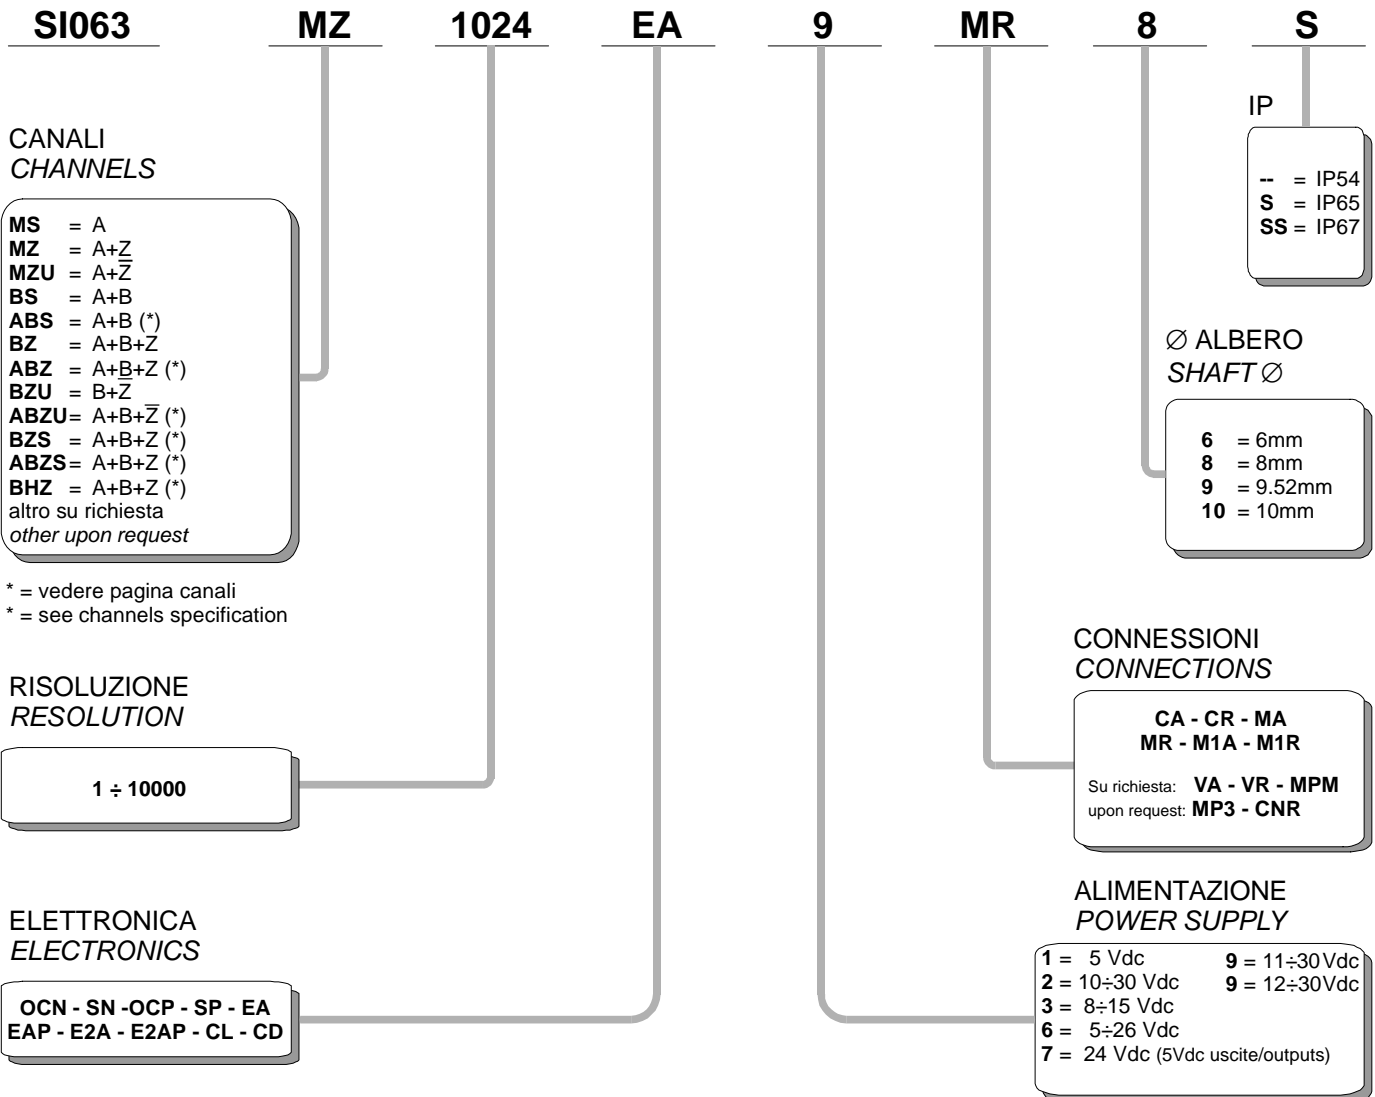 SI063 MZ 1024 EA 9 MR 8 S
IP
-- = IP54
S = IP65
SS = IP67
CANALI
CHANNELS
MS = A
MZ = A+Z
MZU = A+Z̅
BS = A+B
ABS = A+B (*)
BZ = A+B+Z
ABZ = A+B+Z (*)
BZU = B+Z̅
ABZU= A+B+Z̅ (*)
BZS = A+B+Z (*)
ABZS= A+B+Z (*)
BHZ = A+B+Z (*)
altro su richiesta
other upon request
* = vedere pagina canali
* = see channels specification
∅ ALBERO
SHAFT ∅
6 = 6mm
8 = 8mm
9 = 9.52mm
10 = 10mm
RISOLUZIONE
RESOLUTION
1 ÷ 10000
CONNESSIONI
CONNECTIONS
CA - CR - MA
MR - M1A - M1R
Su richiesta: VA - VR - MPM
upon request: MP3 - CNR
ELETTRONICA
ELECTRONICS
OCN - SN -OCP - SP - EA
EAP - E2A - E2AP - CL - CD
ALIMENTAZIONE
POWER SUPPLY
1 = 5 Vdc 9 = 11÷30Vdc
2 = 10÷30 Vdc 9 = 12÷30Vdc
3 = 8÷15 Vdc
6 = 5÷26 Vdc
7 = 24 Vdc (5Vdc uscite/outputs)